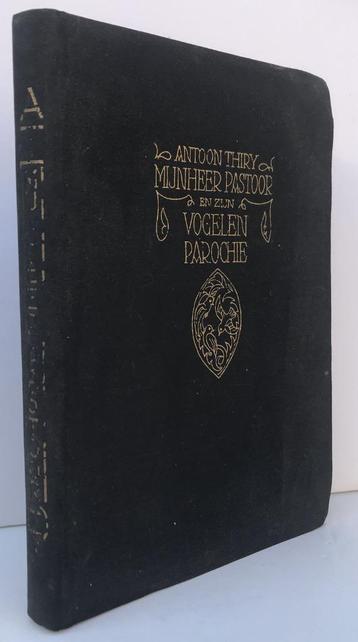 ANTOON THIRY
MIJNHEER PASTOOR
EN ZIJN
VOGELEN
PAROCHIE